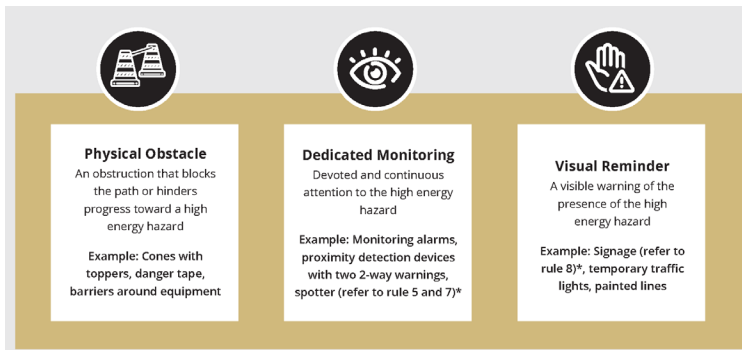 Physical Obstacle
An obstruction that blocks
the path or hinders
progress toward a high
energy hazard
Example: Cones with
toppers, danger tape,
barriers around equipment
Dedicated Monitoring
Devoted and continuous
attention to the high energy
hazard
Example: Monitoring alarms,
proximity detection devices
with two 2-way warnings,
spotter (refer to rule 5 and 7)*
Visual Reminder
A visible warning of the
presence of the high
energy hazard
Example: Signage (refer to
rule 8)*, temporary traffic
lights, painted lines